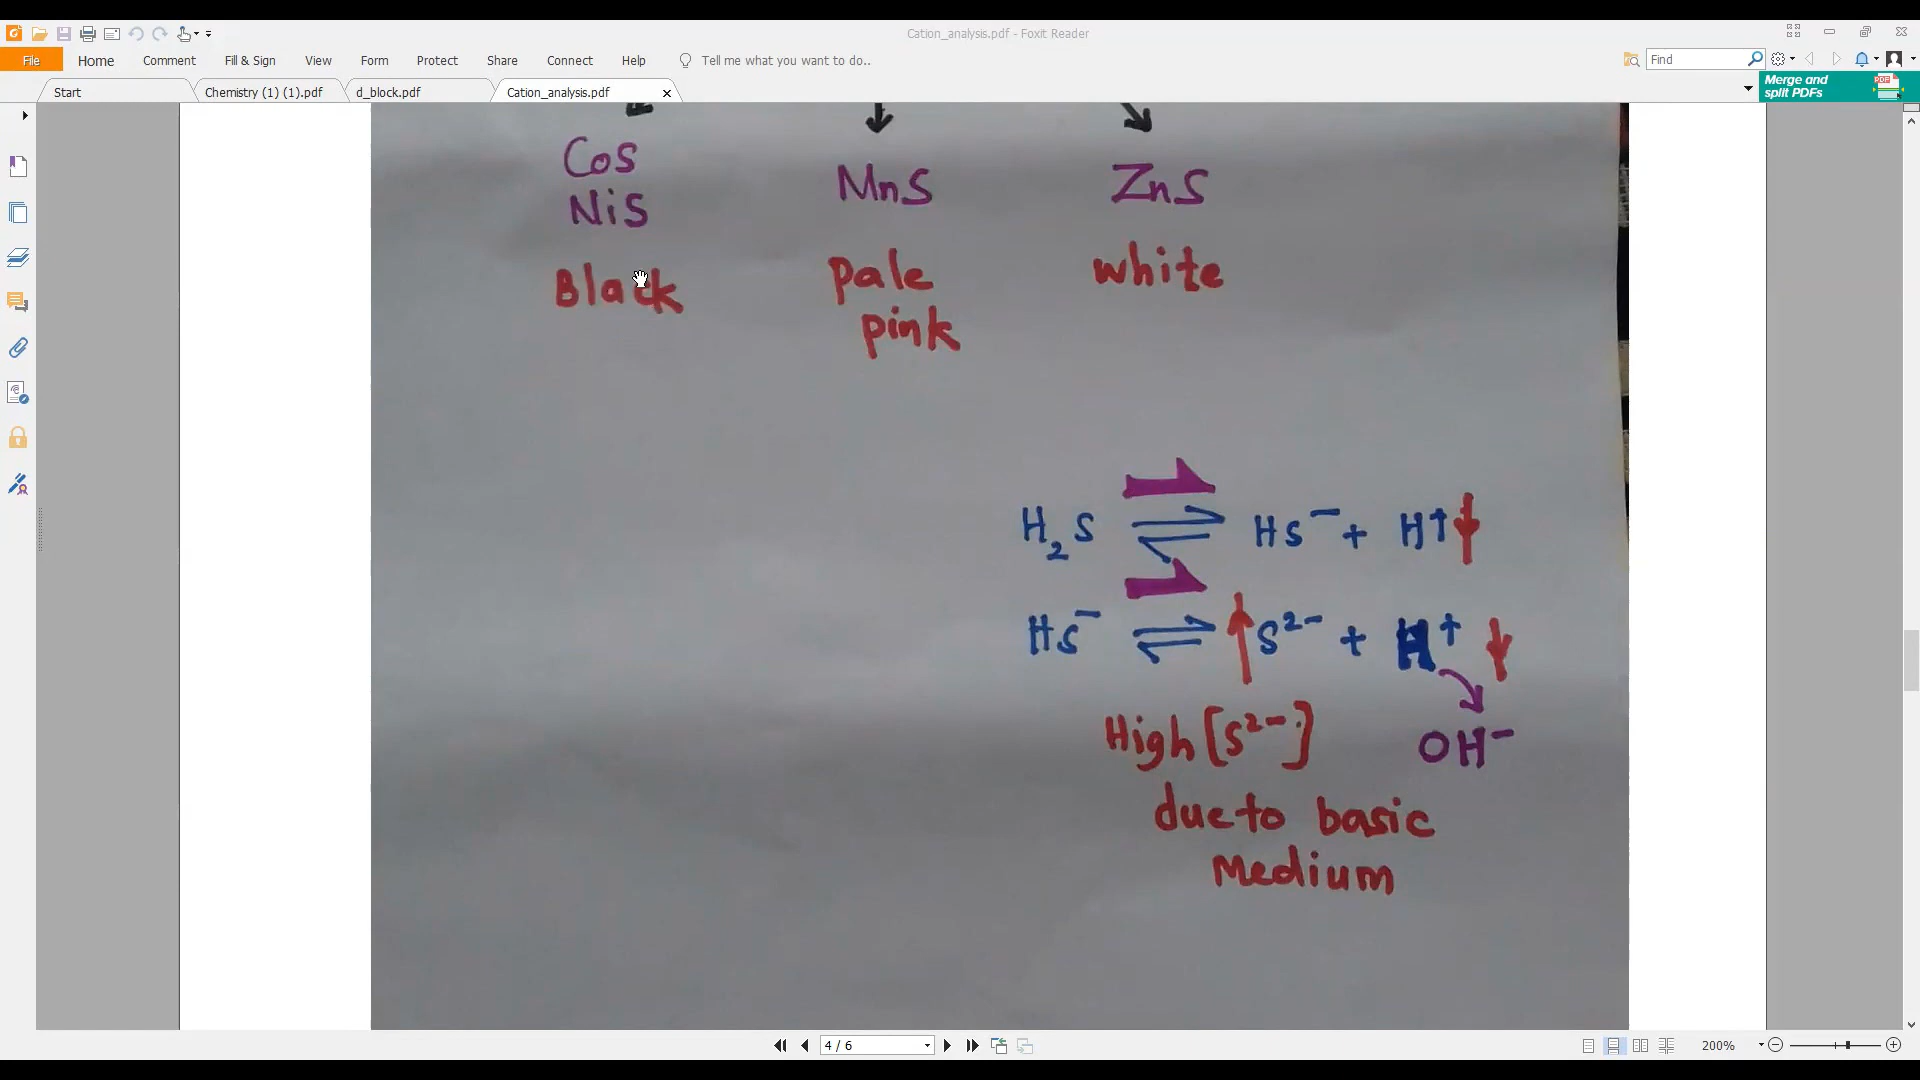 Cation_analysis.pdf - Foxit Reader
File Home Comment Fill & Sign View Form Protect Share Connect Help Tell me what you want to do.. Find
Start Chemistry (1) (1).pdf d_block.pdf Cation_analysis.pdf
Merge and
split PDFs
CoS MnS ZnS
NiS
Black pale white
pink
H₂S ⇌ HS⁻ + H↑ ↓
HS⁻ ⇌ ↑ S²⁻ + H⁺ ↓
High [S²⁻] OH⁻
due to basic
Medium
4 / 6 200%